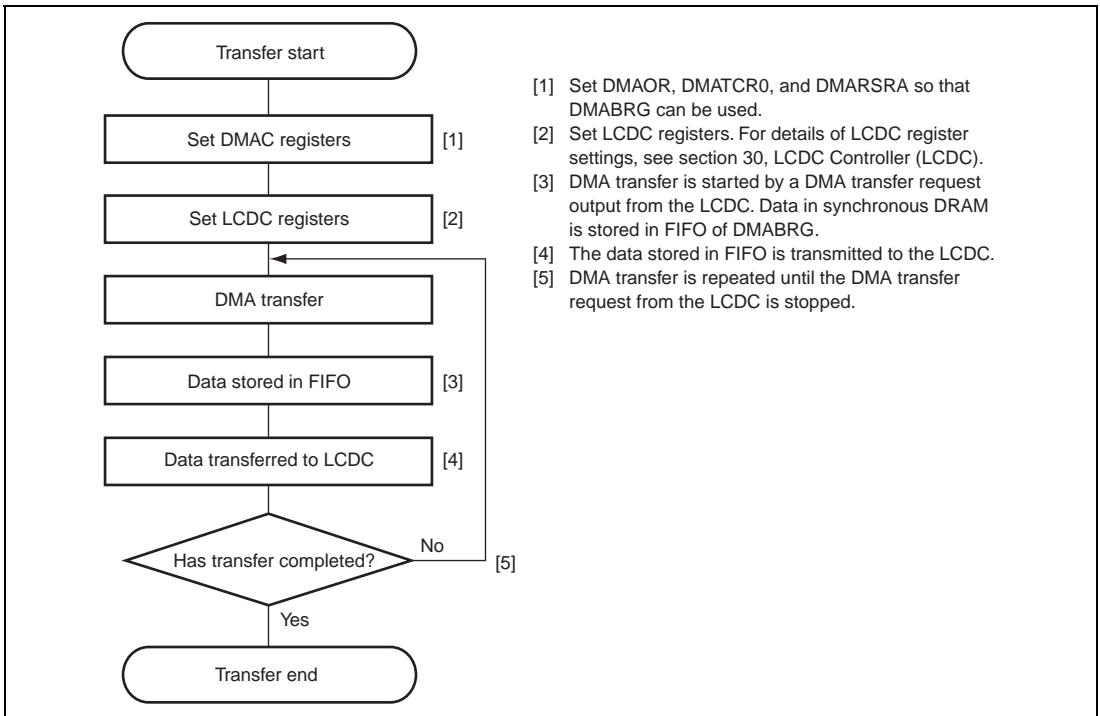 Transfer start
Set DMAC registers
[1]
Set LCDC registers
[2]
DMA transfer
Data stored in FIFO
[3]
Data transferred to LCDC
[4]
Has transfer completed?
No
[5]
Yes
Transfer end
[1] Set DMAOR, DMATCR0, and DMARSRA so that
DMABRG can be used.
[2] Set LCDC registers. For details of LCDC register
settings, see section 30, LCDC Controller (LCDC).
[3] DMA transfer is started by a DMA transfer request
output from the LCDC. Data in synchronous DRAM
is stored in FIFO of DMABRG.
[4] The data stored in FIFO is transmitted to the LCDC.
[5] DMA transfer is repeated until the DMA transfer
request from the LCDC is stopped.